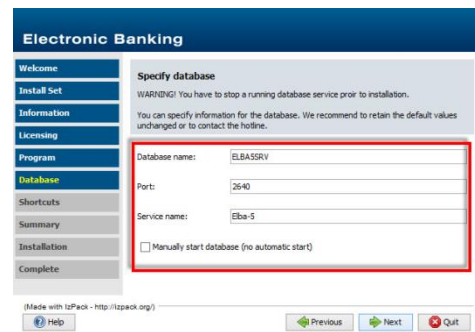 Electronic Banking
Welcome
Install Set
Information
Licensing
Program
Database
Shortcuts
Summary
Installation
Complete
Specify database
WARNING! You have to stop a running database service proir to installation.
You can specify information for the database. We recommend to retain the default values
unchanged or to contact the hotline.
Database name: ELBA5SRV
Port: 2640
Service name: Elba-5
Manually start database (no automatic start)
(Made with IzPack - http://izpack.org/)
Help
Previous
Next
Quit